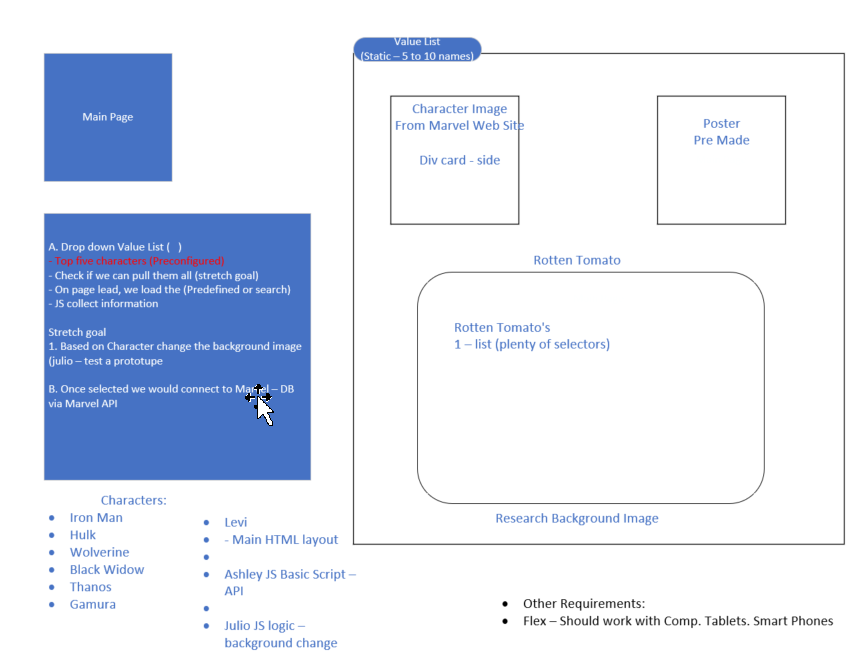 Value List
(Static – 5 to 10 names)
Main Page
Character Image
From Marvel Web Site
Div card - side
Poster
Pre Made
A. Drop down Value List (   )
- Top five characters (Preconfigured)
- Check if we can pull them all (stretch goal)
- On page lead, we load the (Predefined or search)
- JS collect information
Stretch goal
1. Based on Character change the background image
(julio – test a prototupe
B. Once selected we would connect to Marvel – DB
via Marvel API
Rotten Tomato
Rotten Tomato's
1 – list (plenty of selectors)
Research Background Image
Characters:
• Iron Man
• Hulk
• Wolverine
• Black Widow
• Thanos
• Gamura
• Levi
• - Main HTML layout
•
• Ashley JS Basic Script –
API
•
• Julio JS logic –
background change
• Other Requirements:
• Flex – Should work with Comp. Tablets. Smart Phones